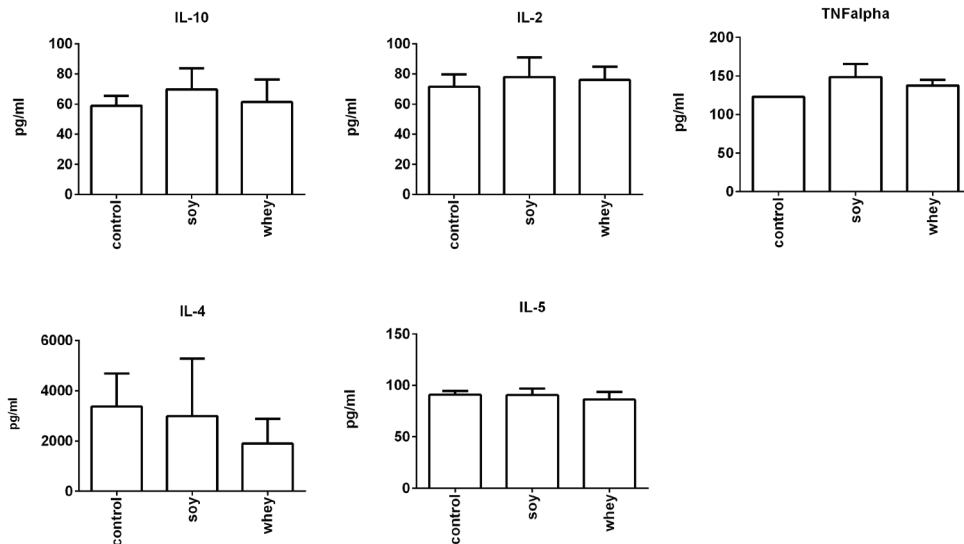 IL-10
100
80
60
40
20
0
pg/ml
control
soy
whey
IL-2
100
80
60
40
20
0
pg/ml
control
soy
whey
TNFalpha
200
150
100
50
0
pg/ml
control
soy
whey
IL-4
6000
4000
2000
0
pg/ml
control
soy
whey
IL-5
150
100
50
0
pg/ml
control
soy
whey